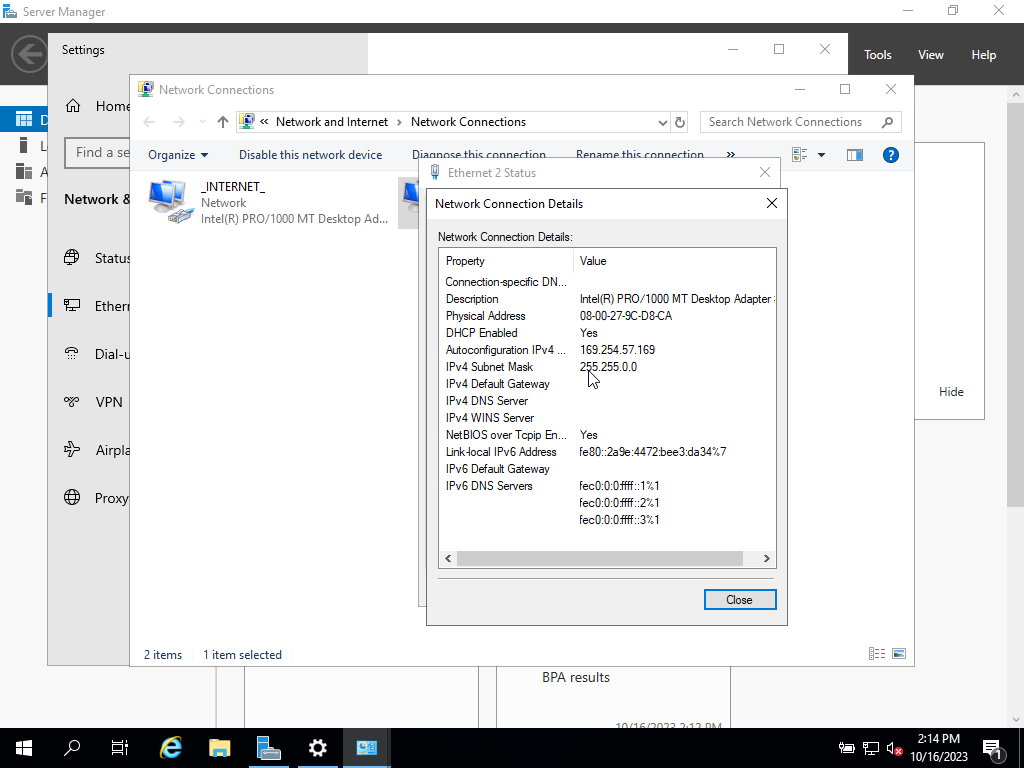 Server Manager
Settings
Tools View Help
Network Connections
Home
« Network and Internet › Network Connections
Search Network Connections
Find a se
Organize Disable this network device Diagnose this connection Rename this connection »
Ethernet 2 Status
_INTERNET_
Network
Intel(R) PRO/1000 MT Desktop Ad...
Network &
Network Connection Details
Network Connection Details:
Property Value
Connection-specific DN...
Description Intel(R) PRO/1000 MT Desktop Adapter
Physical Address 08-00-27-9C-D8-CA
DHCP Enabled Yes
Autoconfiguration IPv4 ... 169.254.57.169
IPv4 Subnet Mask 255.255.0.0
IPv4 Default Gateway
IPv4 DNS Server
IPv4 WINS Server
NetBIOS over Tcpip En... Yes
Link-local IPv6 Address fe80::2a9e:4472:bee3:da34%7
IPv6 Default Gateway
IPv6 DNS Servers fec0:0:0:ffff::1%1
fec0:0:0:ffff::2%1
fec0:0:0:ffff::3%1
Close
Status
Ethern
Dial-u
VPN
Airpla
Proxy
Hide
2 items 1 item selected
BPA results
10/16/2023 2:12 PM
2:14 PM
10/16/2023
1